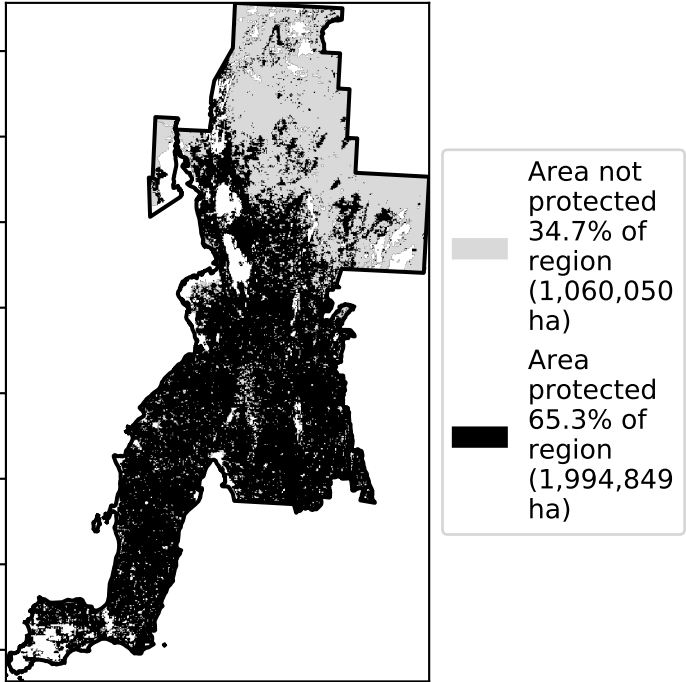 Area not
protected
34.7% of
region
(1,060,050
ha)
Area
protected
65.3% of
region
(1,994,849
ha)